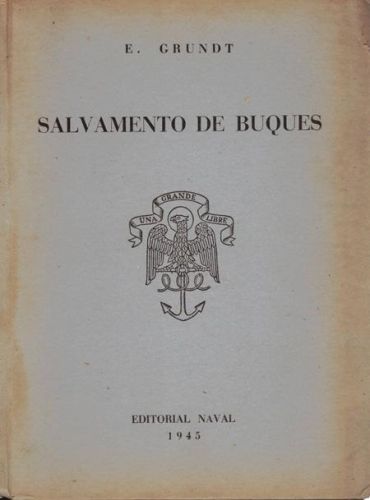 E. GRUNDT
SALVAMENTO DE BUQUES
UNA GRANDE LIBRE
EDITORIAL NAVAL
1945